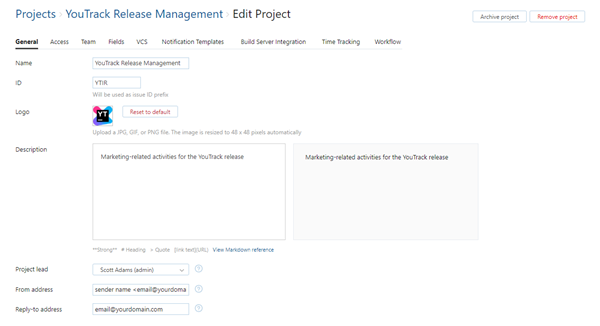 Projects › YouTrack Release Management › Edit Project
Archive project
Remove project
General Access Team Fields VCS Notification Templates Build Server Integration Time Tracking Workflow
Name
YouTrack Release Management
ID
YTIR
Will be used as issue ID prefix
Logo
YT
Reset to default
Upload a JPG, GIF, or PNG file. The image is resized to 48 x 48 pixels automatically
Description
Marketing-related activities for the YouTrack release
Marketing-related activities for the YouTrack release
**Strong** # Heading > Quote [link text](URL) View Markdown reference
Project lead
Scott Adams (admin)
From address
sender name <email@yourdoma
Reply-to address
email@yourdomain.com